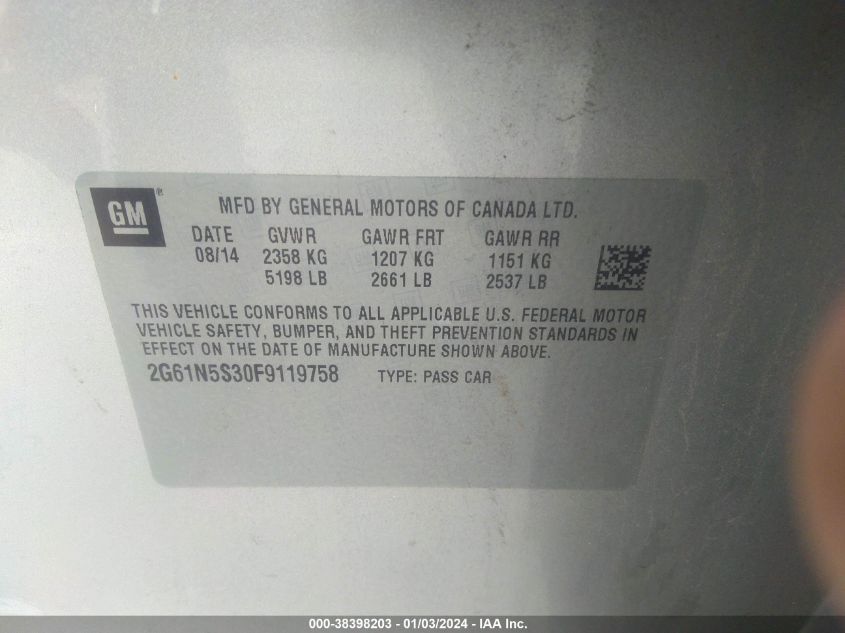 GM ®
MFD BY GENERAL MOTORS OF CANADA LTD.
DATE GVWR GAWR FRT GAWR RR
08/14 2358 KG 1207 KG 1151 KG
5198 LB 2661 LB 2537 LB
THIS VEHICLE CONFORMS TO ALL APPLICABLE U.S. FEDERAL MOTOR
VEHICLE SAFETY, BUMPER, AND THEFT PREVENTION STANDARDS IN
EFFECT ON THE DATE OF MANUFACTURE SHOWN ABOVE.
2G61N5S30F9119758 TYPE: PASS CAR
000-38398203 - 01/03/2024 - IAA Inc.